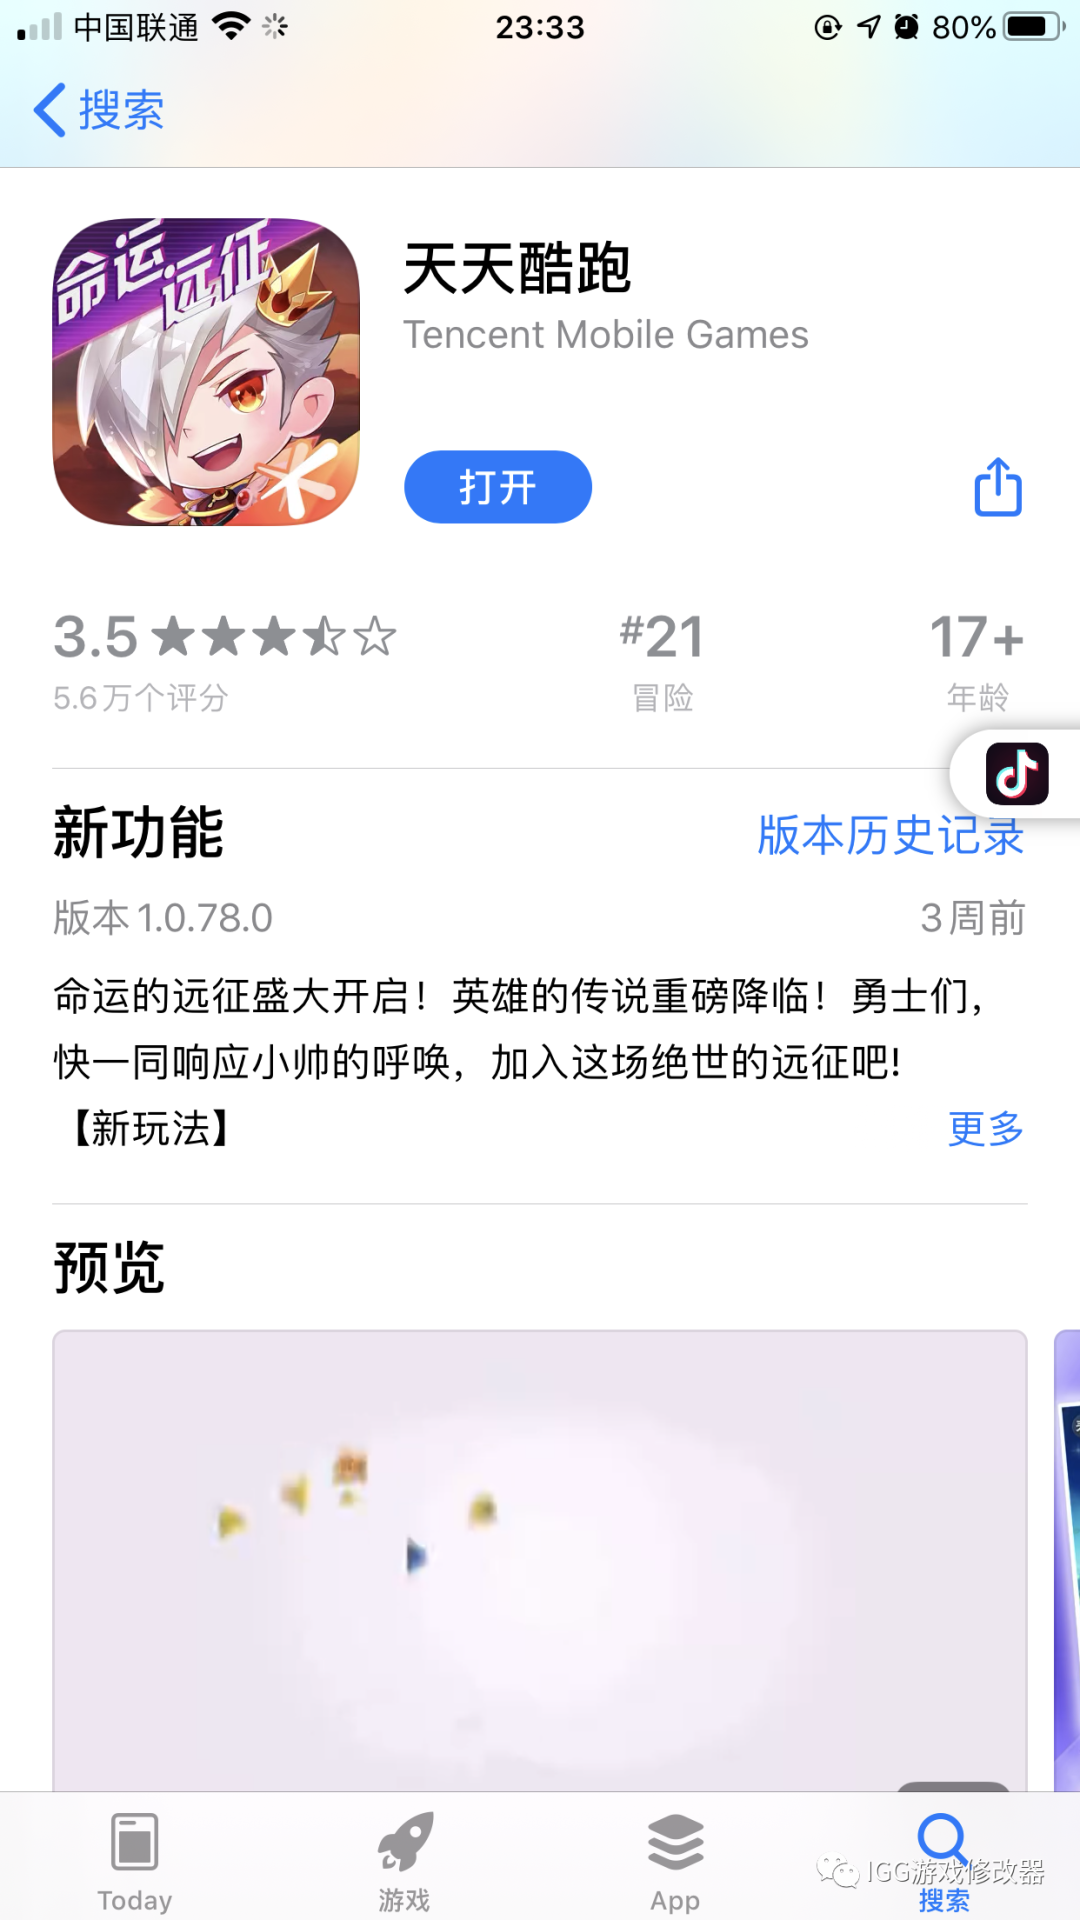 中国联通
23:33
80%
搜索
命运远征
天天酷跑
Tencent Mobile Games
打开
3.5
#21
17+
5.6万个评分
冒险
年龄
新功能
版本历史记录
版本 1.0.78.0
3周前
命运的远征盛大开启！英雄的传说重磅降临！勇士们，
快一同响应小帅的呼唤，加入这场绝世的远征吧!
【新玩法】
更多
预览
IGG游戏修改器
Today
游戏
App
搜索